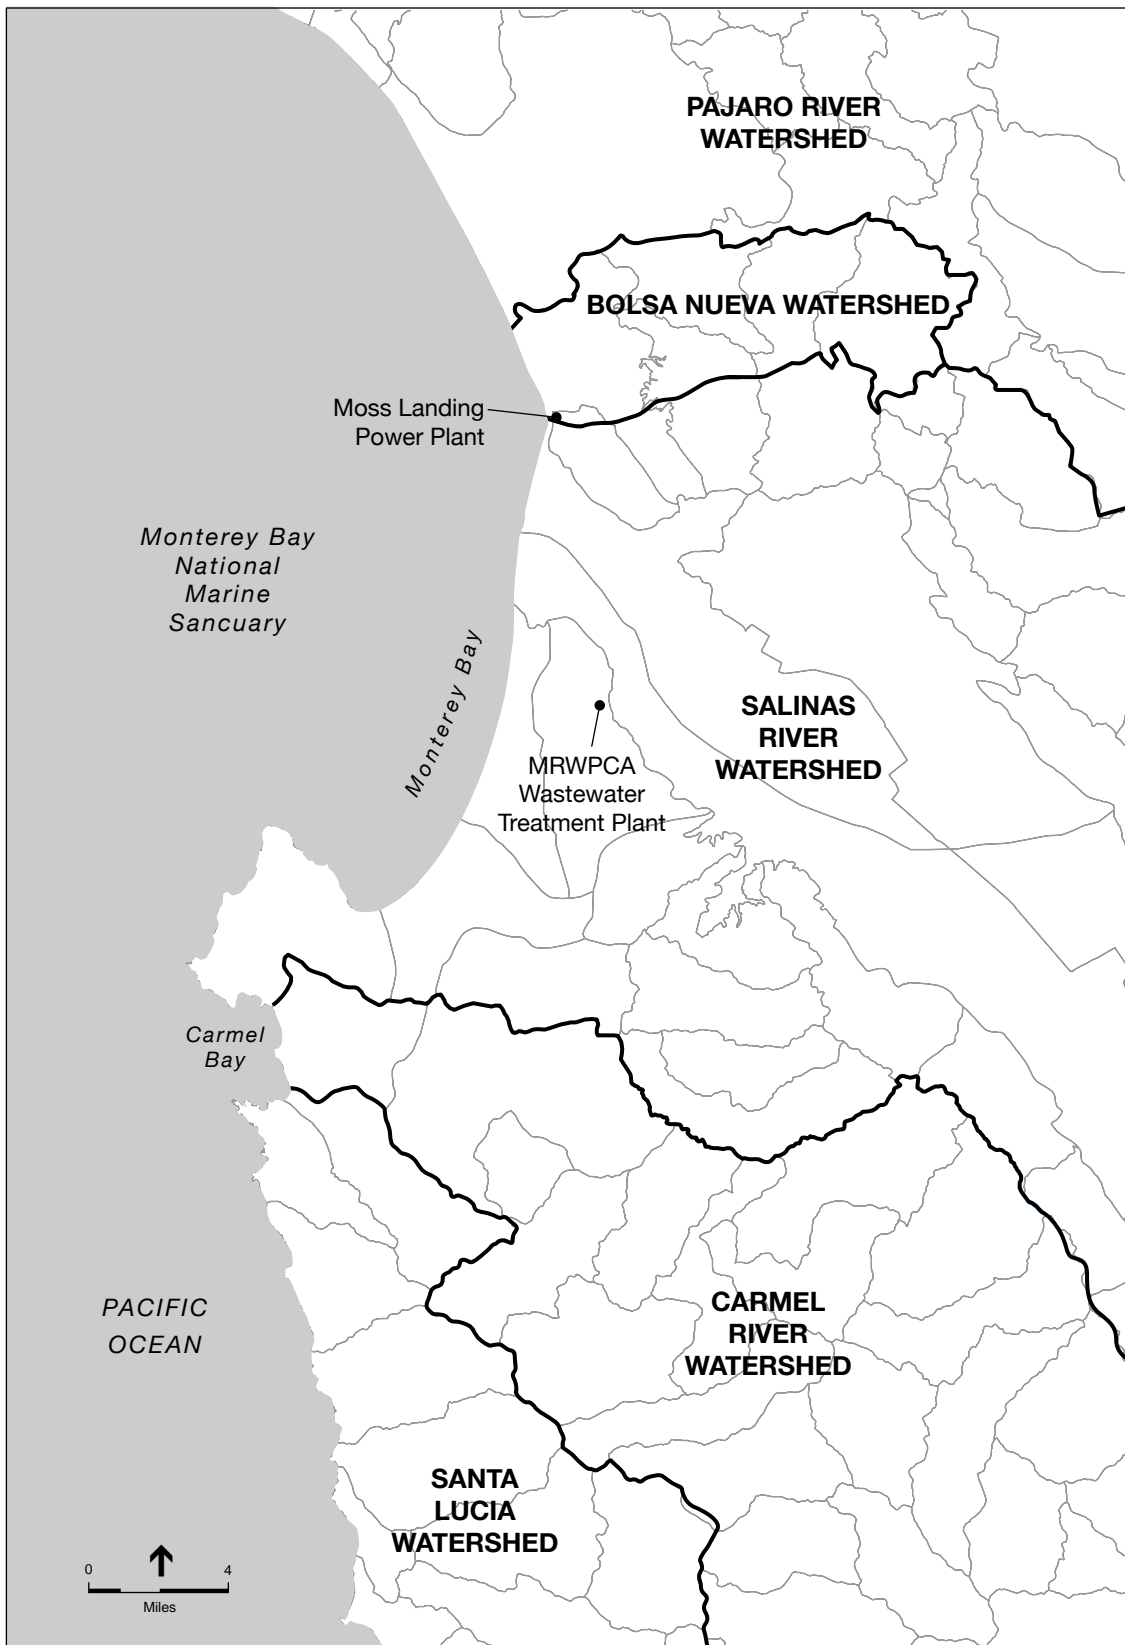 PAJARO RIVER
WATERSHED
BOLSA NUEVA WATERSHED
Moss Landing
Power Plant
Monterey Bay
National
Marine
Sancuary
Monterey Bay
SALINAS
RIVER
WATERSHED
MRWPCA
Wastewater
Treatment Plant
Carmel
Bay
PACIFIC
OCEAN
CARMEL
RIVER
WATERSHED
SANTA
LUCIA
WATERSHED
0 4
Miles